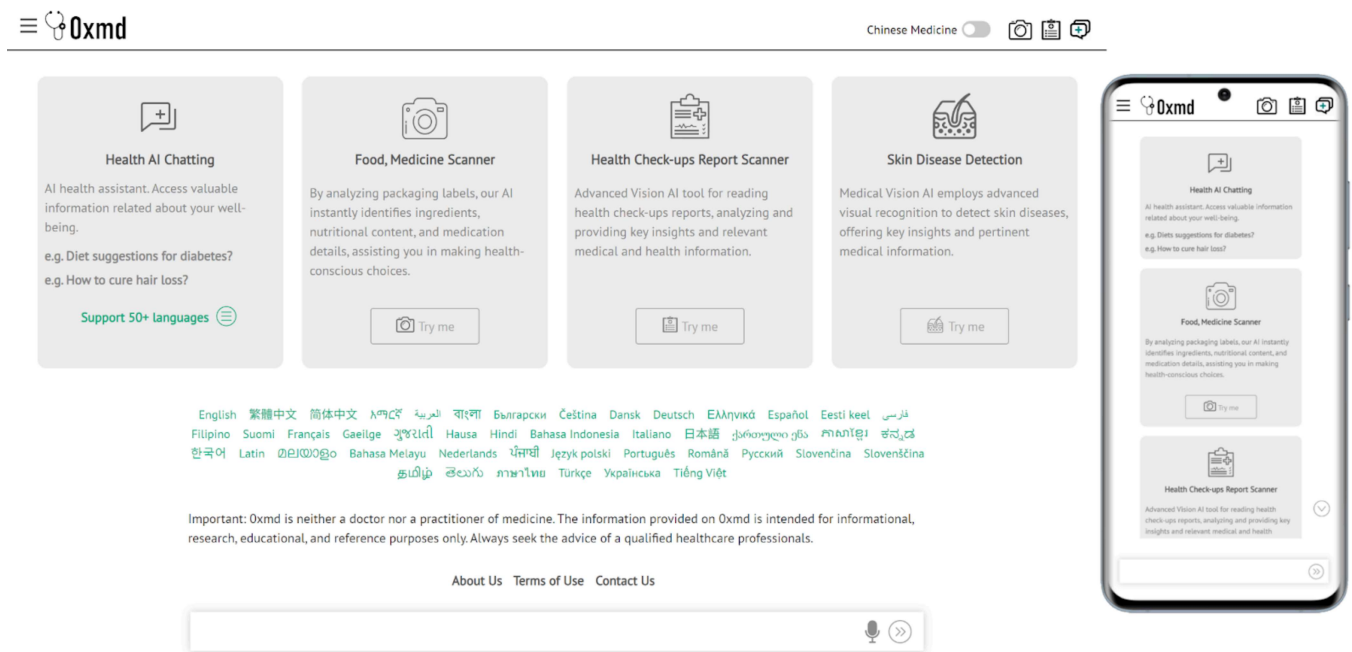 0xmd
Chinese Medicine
Health AI Chatting
AI health assistant. Access valuable
information related about your well-
being.
e.g. Diet suggestions for diabetes?
e.g. How to cure hair loss?
Support 50+ languages
Food, Medicine Scanner
By analyzing packaging labels, our AI
instantly identifies ingredients,
nutritional content, and medication
details, assisting you in making health-
conscious choices.
Try me
Health Check-ups Report Scanner
Advanced Vision AI tool for reading
health check-ups reports, analyzing and
providing key insights and relevant
medical and health information.
Try me
Skin Disease Detection
Medical Vision AI employs advanced
visual recognition to detect skin diseases,
offering key insights and pertinent
medical information.
Try me
English 繁體中文 简体中文 አማርኛ العربية বাংলা Български Čeština Dansk Deutsch Ελληνικά Español Eesti keel فارسی
Filipino Suomi Français Gaeilge ગુજરાતી Hausa Hindi Bahasa Indonesia Italiano 日本語 ქართული ენა ភាសាខ្មែរ ಕನ್ನಡ
한국어 Latin മലയാളം Bahasa Melayu Nederlands ਪੰਜਾਬੀ Język polski Português Română Русский Slovenčina Slovenščina
தமிழ் తెలుగు ภาษาไทย Türkçe Українська Tiếng Việt
Important: 0xmd is neither a doctor nor a practitioner of medicine. The information provided on 0xmd is intended for informational,
research, educational, and reference purposes only. Always seek the advice of a qualified healthcare professionals.
About Us Terms of Use Contact Us
0xmd
Health AI Chatting
AI health assistant. Access valuable information
related about your well-being.
e.g. Diets suggestions for diabetes?
e.g. How to cure hair loss?
Food, Medicine Scanner
By analyzing packaging labels, our AI instantly
identifies ingredients, nutritional content, and
medication details, assisting you in making
health-conscious choices.
Try me
Health Check-ups Report Scanner
Advanced Vision AI tool for reading health
check-ups reports, analyzing and providing key
insights and relevant medical and health